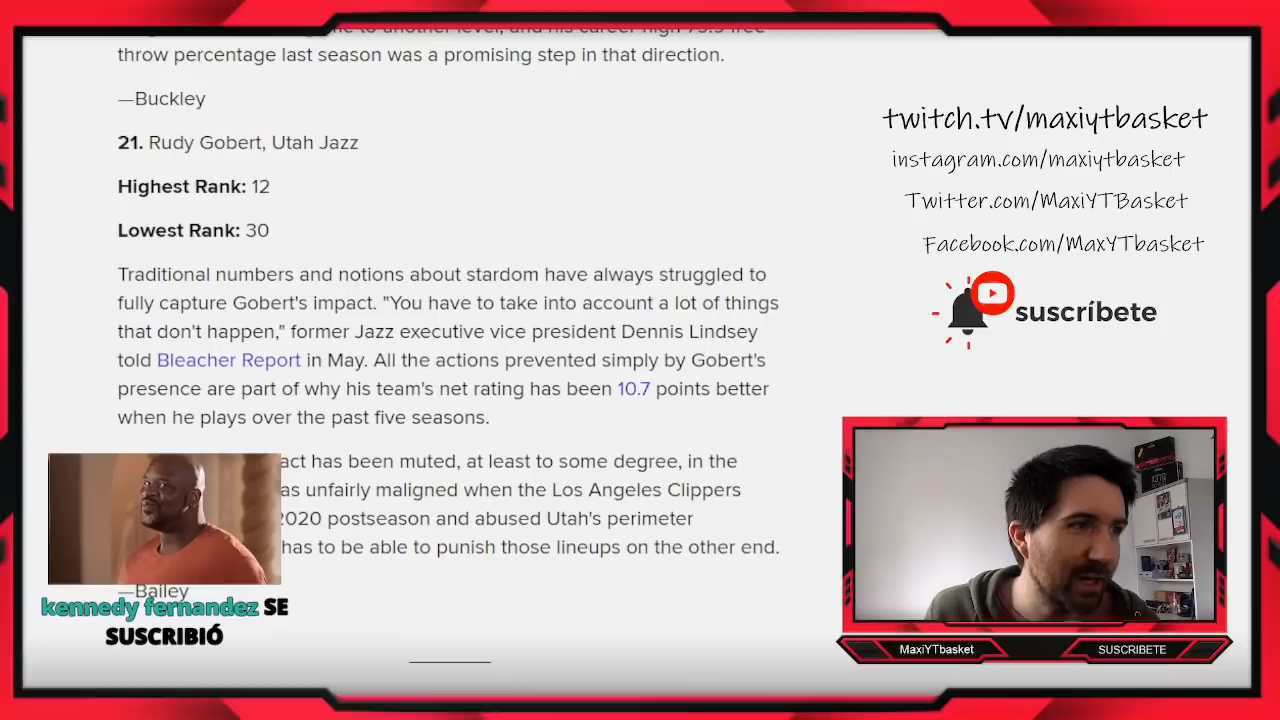 throw percentage last season was a promising step in that direction.
—Buckley
21. Rudy Gobert, Utah Jazz
Highest Rank: 12
Lowest Rank: 30
Traditional numbers and notions about stardom have always struggled to
fully capture Gobert's impact. "You have to take into account a lot of things
that don't happen," former Jazz executive vice president Dennis Lindsey
told Bleacher Report in May. All the actions prevented simply by Gobert's
presence are part of why his team's net rating has been 10.7 points better
when he plays over the past five seasons.
act has been muted, at least to some degree, in the
as unfairly maligned when the Los Angeles Clippers
2020 postseason and abused Utah's perimeter
has to be able to punish those lineups on the other end.
—Bailey
kennedy fernandez SE
SUSCRIBIÓ
twitch.tv/maxiytbasket
instagram.com/maxiytbasket
Twitter.com/MaxiYTBasket
Facebook.com/MaxYTbasket
suscríbete
MaxiYTbasket
SUSCRIBETE